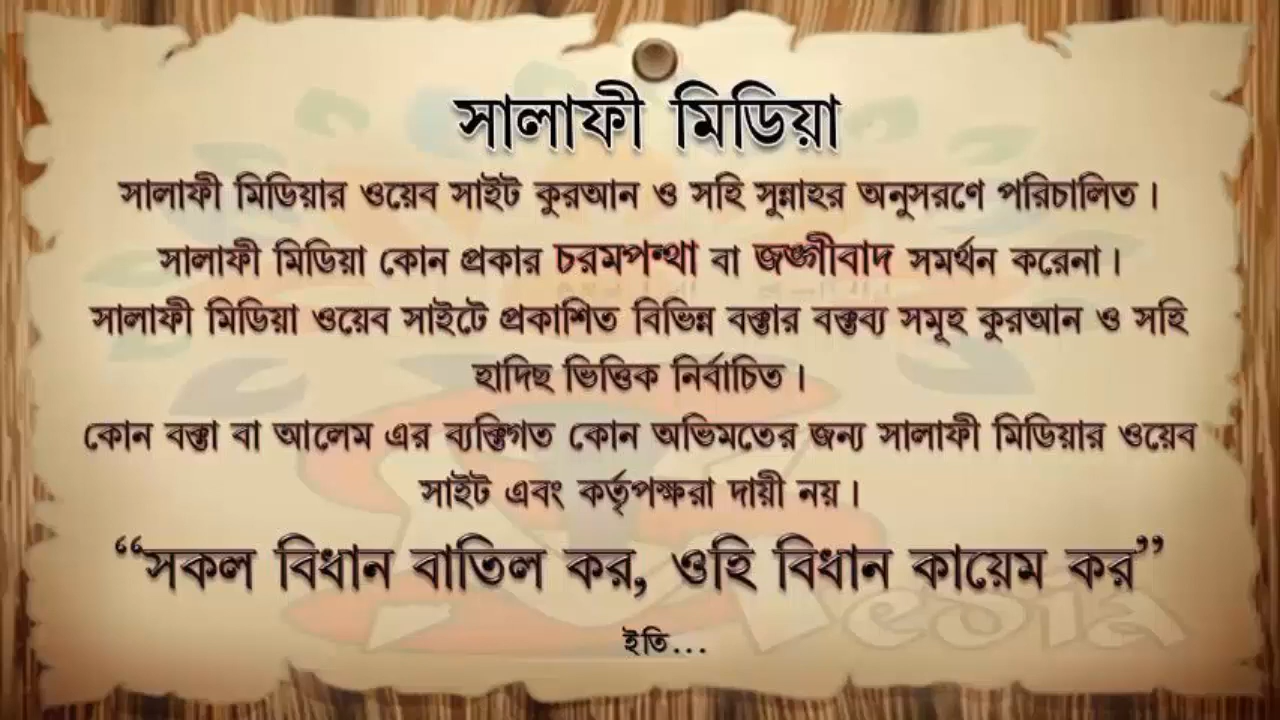 সালাফী মিডিয়া
সালাফী মিডিয়ার ওয়েব সাইট কুরআন ও সহি সুন্নাহর অনুসরণে পরিচালিত।
সালাফী মিডিয়া কোন প্রকার চরমপন্থা বা জঙ্গীবাদ সমর্থন করেনা।
সালাফী মিডিয়া ওয়েব সাইটে প্রকাশিত বিভিন্ন বক্তার বক্তব্য সমূহ কুরআন ও সহি
হাদিছ ভিত্তিক নির্বাচিত।
কোন বক্তা বা আলেম এর ব্যক্তিগত কোন অভিমতের জন্য সালাফী মিডিয়ার ওয়েব
সাইট এবং কর্তৃপক্ষরা দায়ী নয়।
“সকল বিধান বাতিল কর, ওহি বিধান কায়েম কর”
edia
ইতি...